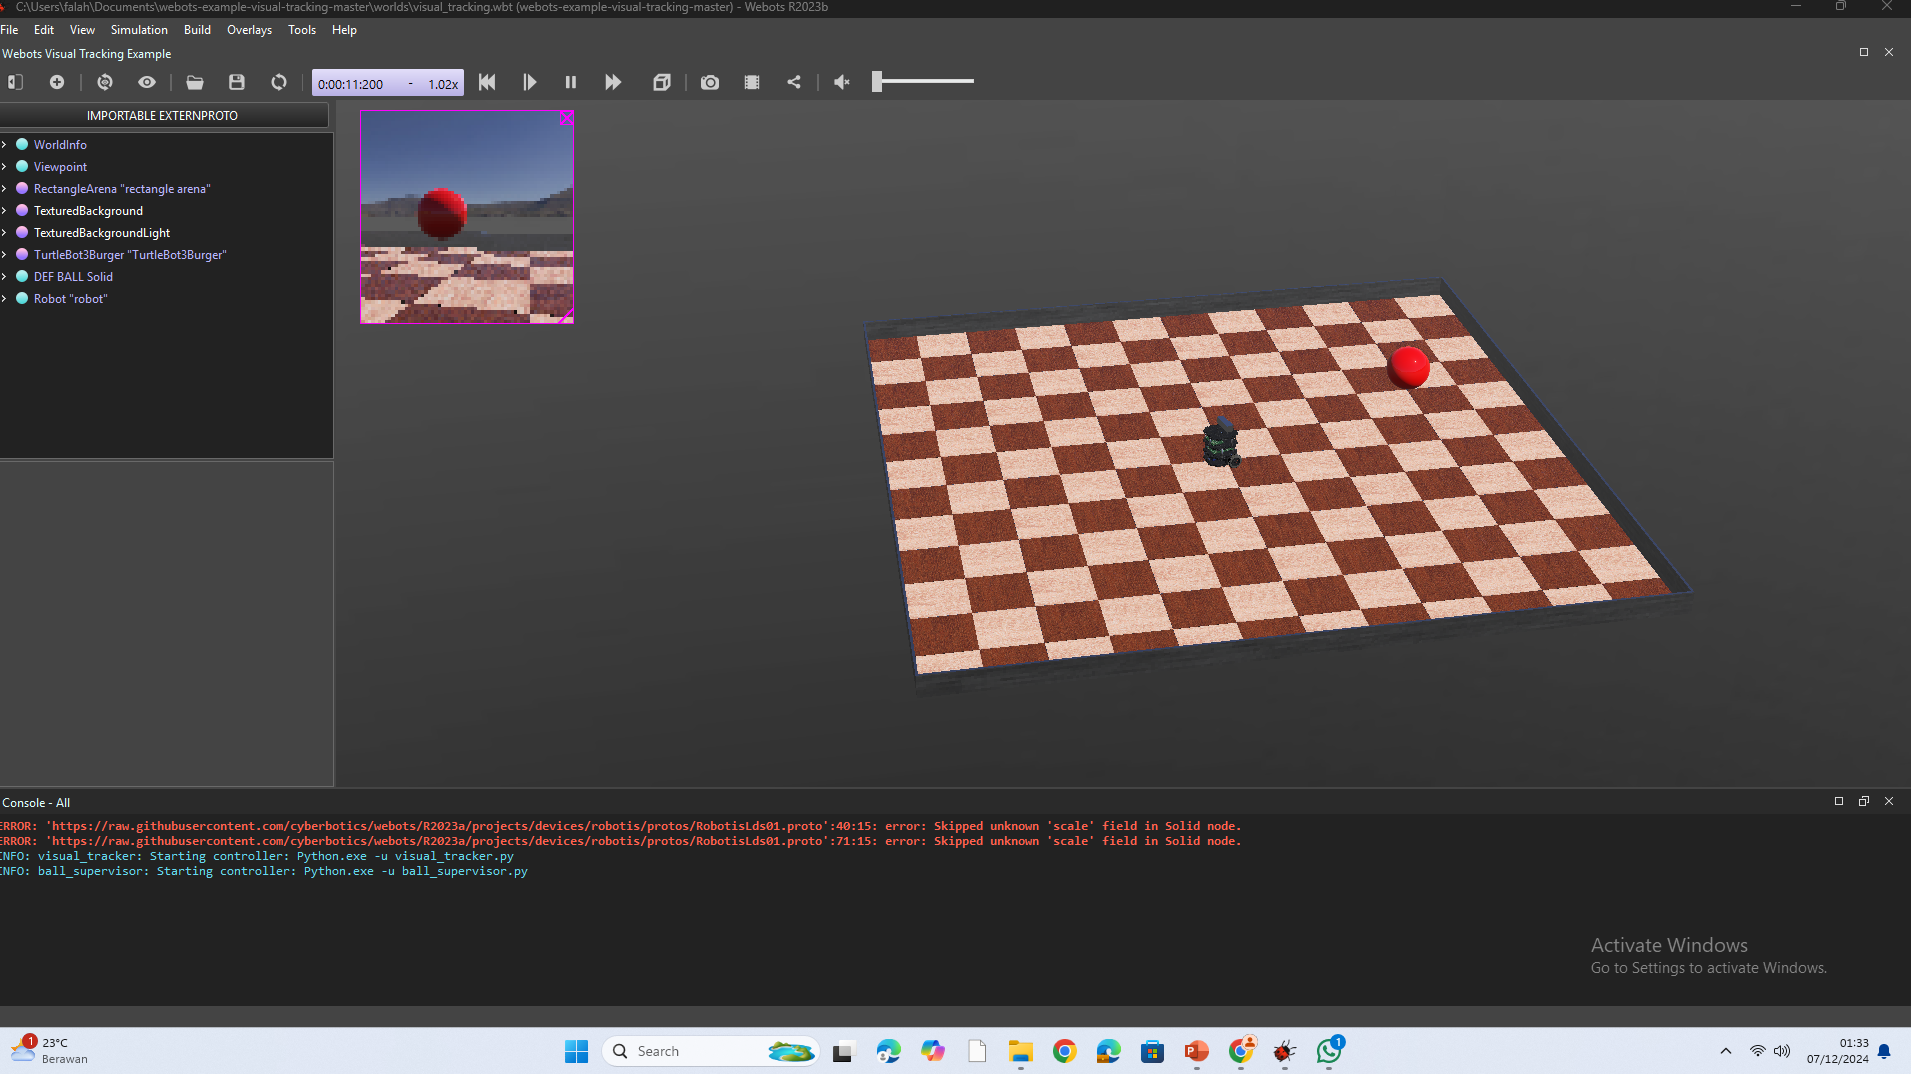 C:\Users\falah\Documents\webots-example-visual-tracking-master\worlds\visual_tracking.wbt (webots-example-visual-tracking-master) - Webots R2023b
File Edit View Simulation Build Overlays Tools Help
Webots Visual Tracking Example
0:00:11:200 - 1.02x
IMPORTABLE EXTERNPROTO
WorldInfo
Viewpoint
RectangleArena "rectangle arena"
TexturedBackground
TexturedBackgroundLight
TurtleBot3Burger "TurtleBot3Burger"
DEF BALL Solid
Robot "robot"
Console - All
ERROR: 'https://raw.githubusercontent.com/cyberbotics/webots/R2023a/projects/devices/robotis/protos/RobotisLds01.proto':40:15: error: Skipped unknown 'scale' field in Solid node.
ERROR: 'https://raw.githubusercontent.com/cyberbotics/webots/R2023a/projects/devices/robotis/protos/RobotisLds01.proto':71:15: error: Skipped unknown 'scale' field in Solid node.
INFO: visual_tracker: Starting controller: Python.exe -u visual_tracker.py
INFO: ball_supervisor: Starting controller: Python.exe -u ball_supervisor.py
Activate Windows
Go to Settings to activate Windows.
1
23°C
Berawan
Search
1
01:33
07/12/2024